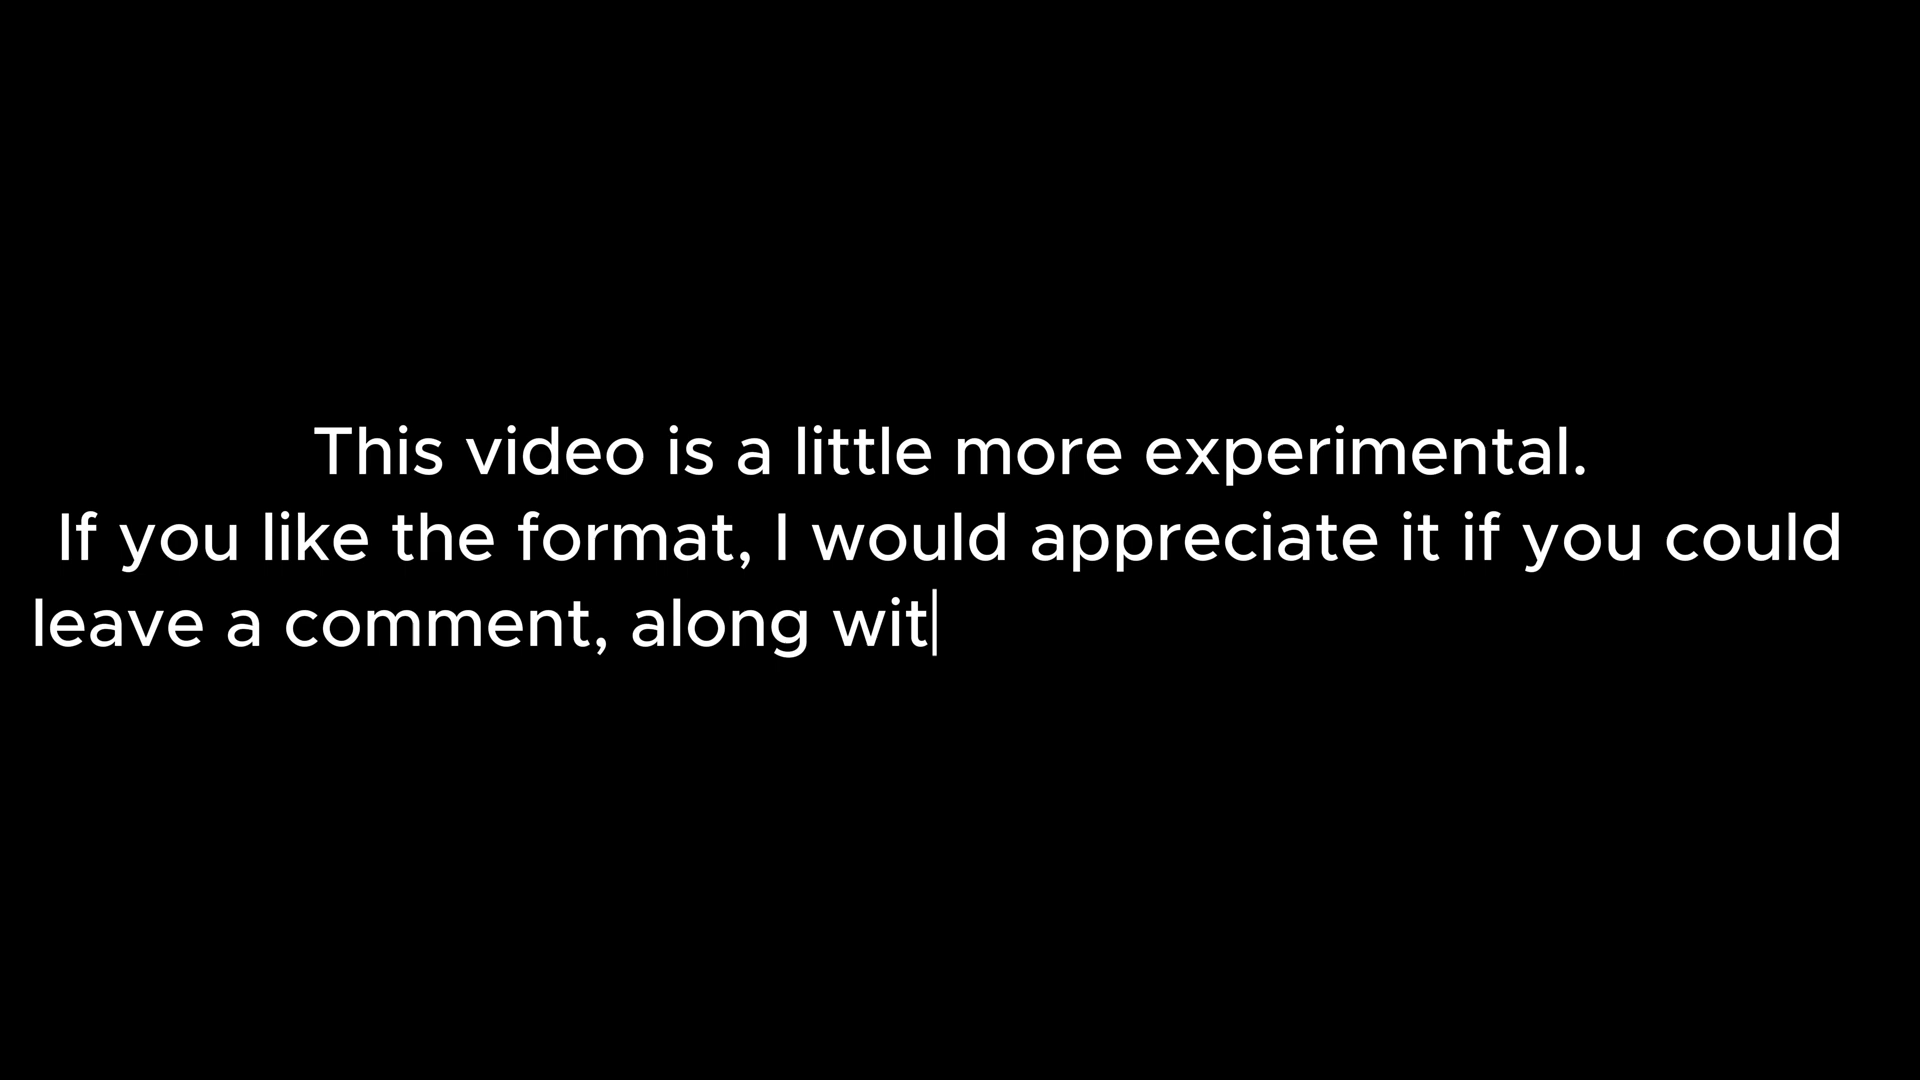 This video is a little more experimental.
If you like the format, I would appreciate it if you could
leave a comment, along wit